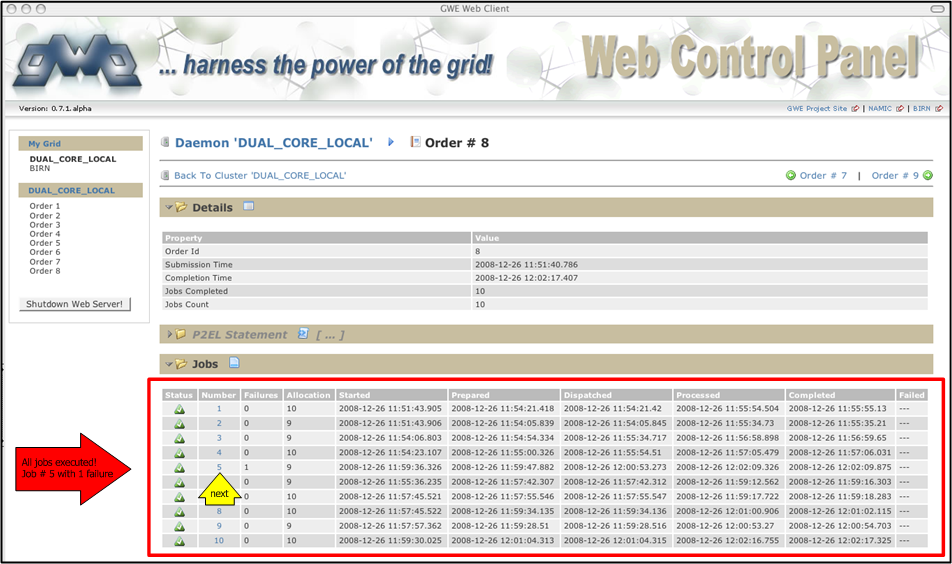 GWE Web Client
gwe ... harness the power of the grid! Web Control Panel
Version: 0.7.1.alpha
GWE Project Site | NAMIC | BIRN
My Grid
DUAL_CORE_LOCAL
BIRN
DUAL_CORE_LOCAL
Order 1
Order 2
Order 3
Order 4
Order 5
Order 6
Order 7
Order 8
Shutdown Web Server!
Daemon 'DUAL_CORE_LOCAL' Order # 8
Back To Cluster 'DUAL_CORE_LOCAL' Order # 7 | Order # 9
Details
Property Value
Order Id 8
Submission Time 2008-12-26 11:51:40.786
Completion Time 2008-12-26 12:02:17.407
Jobs Completed 10
Jobs Count 10
P2EL Statement [ ... ]
Jobs
Status Number Failures Allocation Started Prepared Dispatched Processed Completed Failed
1 0 10 2008-12-26 11:51:43.905 2008-12-26 11:54:21.418 2008-12-26 11:54:21.42 2008-12-26 11:55:54.504 2008-12-26 11:55:55.13 ---
2 0 9 2008-12-26 11:51:43.906 2008-12-26 11:54:05.839 2008-12-26 11:54:05.845 2008-12-26 11:55:34.73 2008-12-26 11:55:35.21 ---
3 0 9 2008-12-26 11:54:06.803 2008-12-26 11:54:54.334 2008-12-26 11:55:34.717 2008-12-26 11:56:58.898 2008-12-26 11:56:59.65 ---
4 0 10 2008-12-26 11:54:23.107 2008-12-26 11:55:00.326 2008-12-26 11:55:54.51 2008-12-26 11:57:05.479 2008-12-26 11:57:06.031 ---
5 1 9 2008-12-26 11:59:36.326 2008-12-26 11:59:47.882 2008-12-26 12:00:53.273 2008-12-26 12:02:09.326 2008-12-26 12:02:09.875 ---
0 9 2008-12-26 11:55:36.235 2008-12-26 11:57:42.307 2008-12-26 11:57:42.312 2008-12-26 11:59:12.562 2008-12-26 11:59:16.303 ---
0 10 2008-12-26 11:57:45.521 2008-12-26 11:57:55.546 2008-12-26 11:57:55.547 2008-12-26 11:59:17.722 2008-12-26 11:59:18.283 ---
8 0 10 2008-12-26 11:57:45.522 2008-12-26 11:59:34.135 2008-12-26 11:59:34.136 2008-12-26 12:01:00.906 2008-12-26 12:01:02.115 ---
9 0 9 2008-12-26 11:57:57.362 2008-12-26 11:59:28.51 2008-12-26 11:59:28.516 2008-12-26 12:00:53.27 2008-12-26 12:00:54.703 ---
10 0 10 2008-12-26 11:59:30.025 2008-12-26 12:01:04.313 2008-12-26 12:01:04.315 2008-12-26 12:02:16.755 2008-12-26 12:02:17.325 ---
All jobs executed!
Job # 5 with 1 failure
next